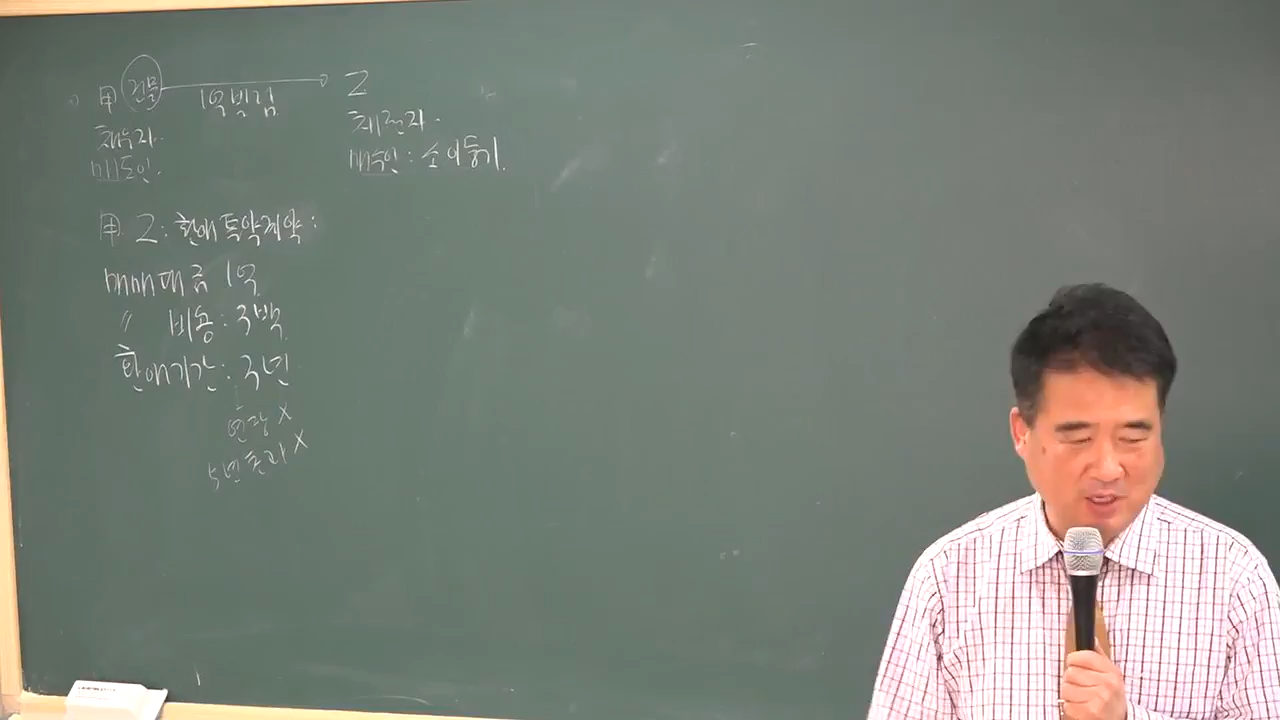 甲 건물 1억빌림 乙
채무자. 채권자.
매도인. 매수인: 소이등기.
甲 乙: 환매특약계약:
매매대금 1억
〃 비용: 3백
환매기간: 3년
연장 X
5년초과 X